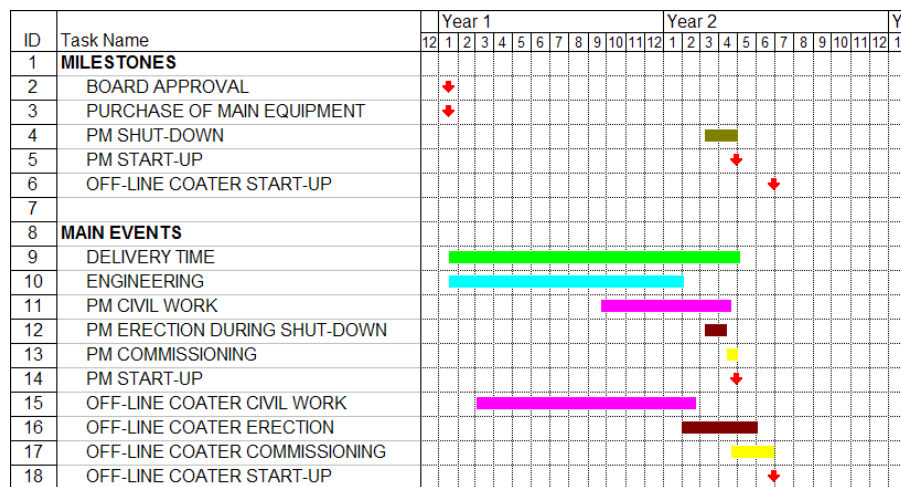 Year 1 Year 2 Y
ID Task Name 12 1 2 3 4 5 6 7 8 9 10 11 12 1 2 3 4 5 6 7 8 9 10 11 12 1
1 MILESTONES
2 BOARD APPROVAL
3 PURCHASE OF MAIN EQUIPMENT
4 PM SHUT-DOWN
5 PM START-UP
6 OFF-LINE COATER START-UP
7
8 MAIN EVENTS
9 DELIVERY TIME
10 ENGINEERING
11 PM CIVIL WORK
12 PM ERECTION DURING SHUT-DOWN
13 PM COMMISSIONING
14 PM START-UP
15 OFF-LINE COATER CIVIL WORK
16 OFF-LINE COATER ERECTION
17 OFF-LINE COATER COMMISSIONING
18 OFF-LINE COATER START-UP